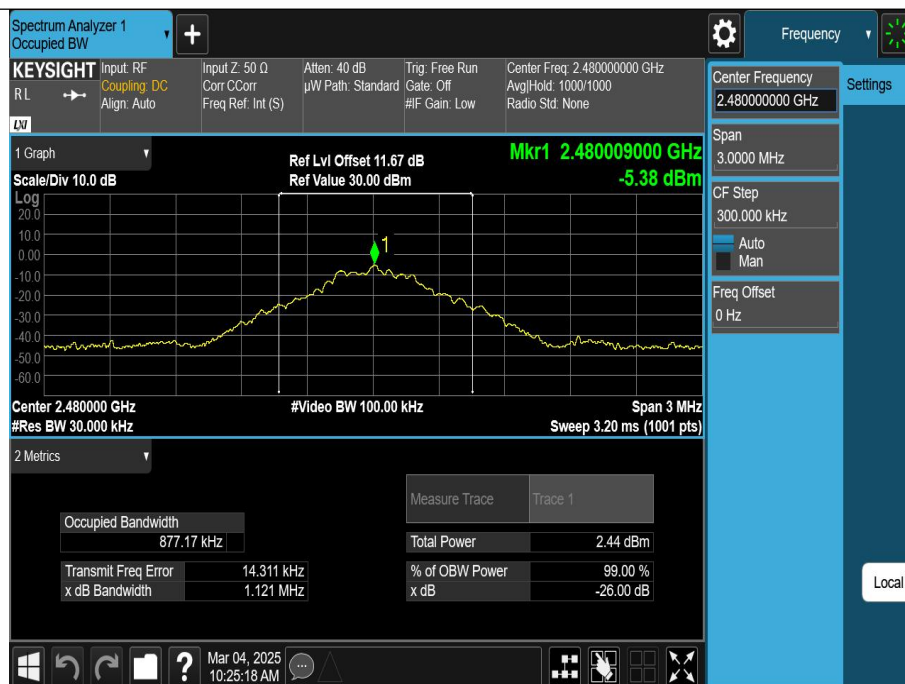 Spectrum Analyzer 1
Occupied BW
Frequency
KEYSIGHT
RL
LXI
Input: RF
Coupling: DC
Align: Auto
Input Z: 50 Ω
Corr CCorr
Freq Ref: Int (S)
Atten: 40 dB
µW Path: Standard
Trig: Free Run
Gate: Off
#IF Gain: Low
Center Freq: 2.480000000 GHz
Avg|Hold: 1000/1000
Radio Std: None
Center Frequency
2.480000000 GHz
Settings
Span
3.0000 MHz
CF Step
300.000 kHz
Auto
Man
Freq Offset
0 Hz
Local
1 Graph
Scale/Div 10.0 dB
Ref Lvl Offset 11.67 dB
Ref Value 30.00 dBm
Mkr1 2.480009000 GHz
-5.38 dBm
Log
20.0
10.0
0.00
-10.0
-20.0
-30.0
-40.0
-50.0
-60.0
1
Center 2.480000 GHz
#Res BW 30.000 kHz
#Video BW 100.00 kHz
Span 3 MHz
Sweep 3.20 ms (1001 pts)
2 Metrics
Measure Trace Trace 1
Occupied Bandwidth
877.17 kHz
Total Power 2.44 dBm
Transmit Freq Error 14.311 kHz
% of OBW Power 99.00 %
x dB Bandwidth 1.121 MHz
x dB -26.00 dB
?
Mar 04, 2025
10:25:18 AM